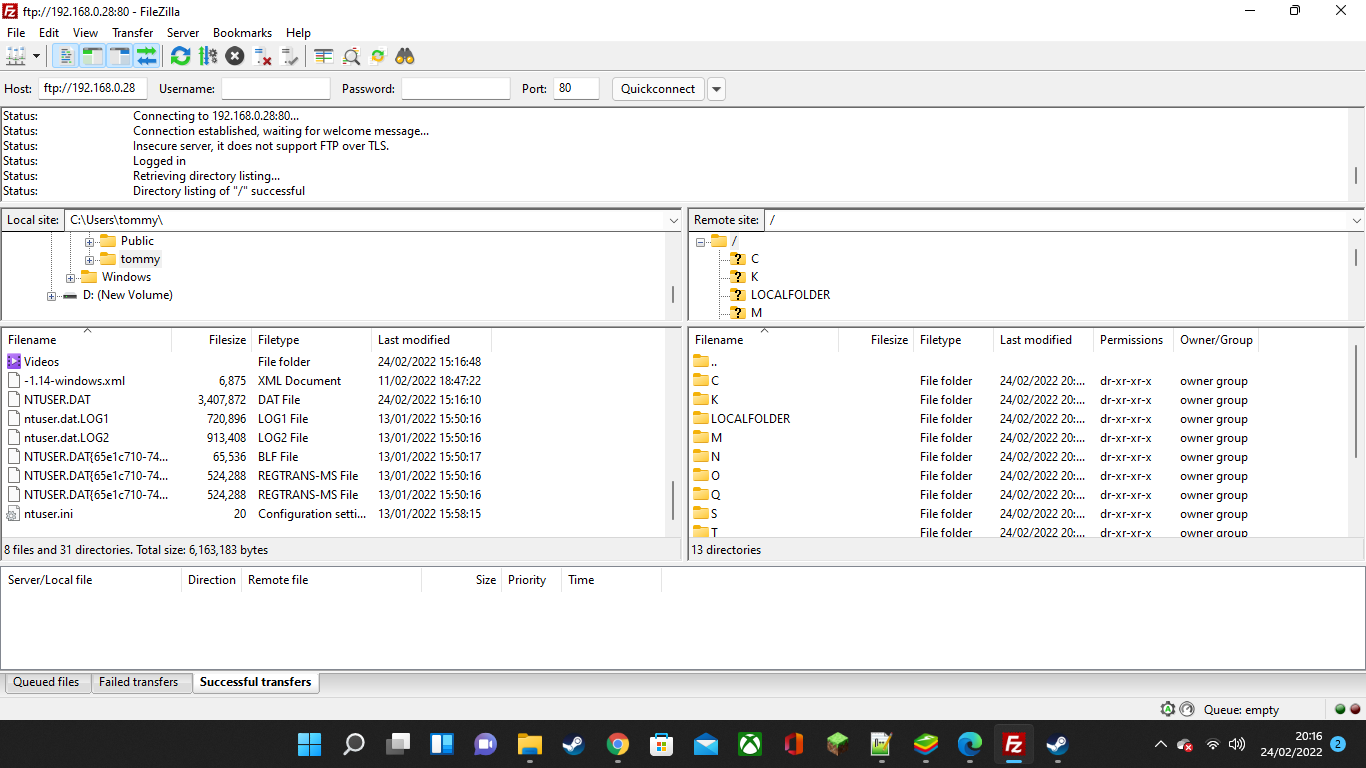 ftp://192.168.0.28:80 - FileZilla
File Edit View Transfer Server Bookmarks Help
Host: ftp://192.168.0.28 Username: Password: Port: 80 Quickconnect
Status: Connecting to 192.168.0.28:80...
Status: Connection established, waiting for welcome message...
Status: Insecure server, it does not support FTP over TLS.
Status: Logged in
Status: Retrieving directory listing...
Status: Directory listing of "/" successful
Local site: C:\Users\tommy\
Public
tommy
Windows
D: (New Volume)
Remote site: /
/
? C
? K
? LOCALFOLDER
? M
Filename Filesize Filetype Last modified
Videos File folder 24/02/2022 15:16:48
-1.14-windows.xml 6,875 XML Document 11/02/2022 18:47:22
NTUSER.DAT 3,407,872 DAT File 24/02/2022 15:16:10
ntuser.dat.LOG1 720,896 LOG1 File 13/01/2022 15:50:16
ntuser.dat.LOG2 913,408 LOG2 File 13/01/2022 15:50:16
NTUSER.DAT{65e1c710-74... 65,536 BLF File 13/01/2022 15:50:17
NTUSER.DAT{65e1c710-74... 524,288 REGTRANS-MS File 13/01/2022 15:50:16
NTUSER.DAT{65e1c710-74... 524,288 REGTRANS-MS File 13/01/2022 15:50:16
ntuser.ini 20 Configuration setti... 13/01/2022 15:58:15
8 files and 31 directories. Total size: 6,163,183 bytes
Filename Filesize Filetype Last modified Permissions Owner/Group
..
C File folder 24/02/2022 20:... dr-xr-xr-x owner group
K File folder 24/02/2022 20:... dr-xr-xr-x owner group
LOCALFOLDER File folder 24/02/2022 20:... dr-xr-xr-x owner group
M File folder 24/02/2022 20:... dr-xr-xr-x owner group
N File folder 24/02/2022 20:... dr-xr-xr-x owner group
O File folder 24/02/2022 20:... dr-xr-xr-x owner group
Q File folder 24/02/2022 20:... dr-xr-xr-x owner group
S File folder 24/02/2022 20:... dr-xr-xr-x owner group
T File folder 24/02/2022 20:... dr-xr-xr-x owner group
13 directories
Server/Local file Direction Remote file Size Priority Time
Queued files Failed transfers Successful transfers
Queue: empty
20:16
24/02/2022
2